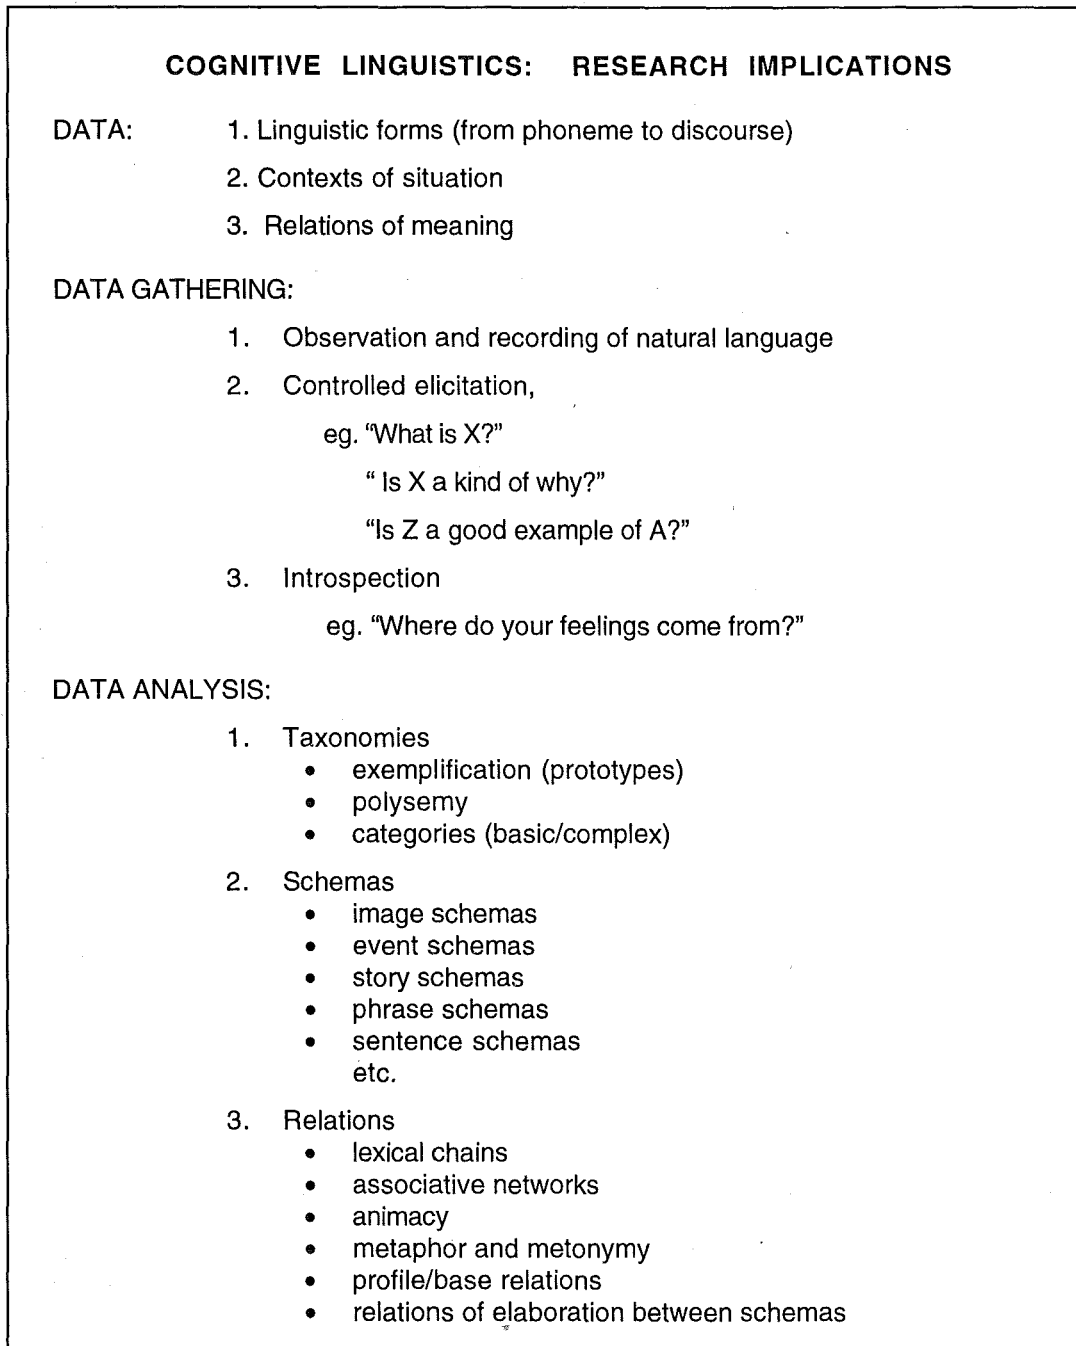 COGNITIVE LINGUISTICS: RESEARCH IMPLICATIONS
DATA: 1. Linguistic forms (from phoneme to discourse)
2. Contexts of situation
3. Relations of meaning
DATA GATHERING:
1. Observation and recording of natural language
2. Controlled elicitation,
eg. “What is X?”
“ Is X a kind of why?”
“Is Z a good example of A?”
3. Introspection
eg. “Where do your feelings come from?”
DATA ANALYSIS:
1. Taxonomies
• exemplification (prototypes)
• polysemy
• categories (basic/complex)
2. Schemas
• image schemas
• event schemas
• story schemas
• phrase schemas
• sentence schemas
etc.
3. Relations
• lexical chains
• associative networks
• animacy
• metaphor and metonymy
• profile/base relations
• relations of elaboration between schemas